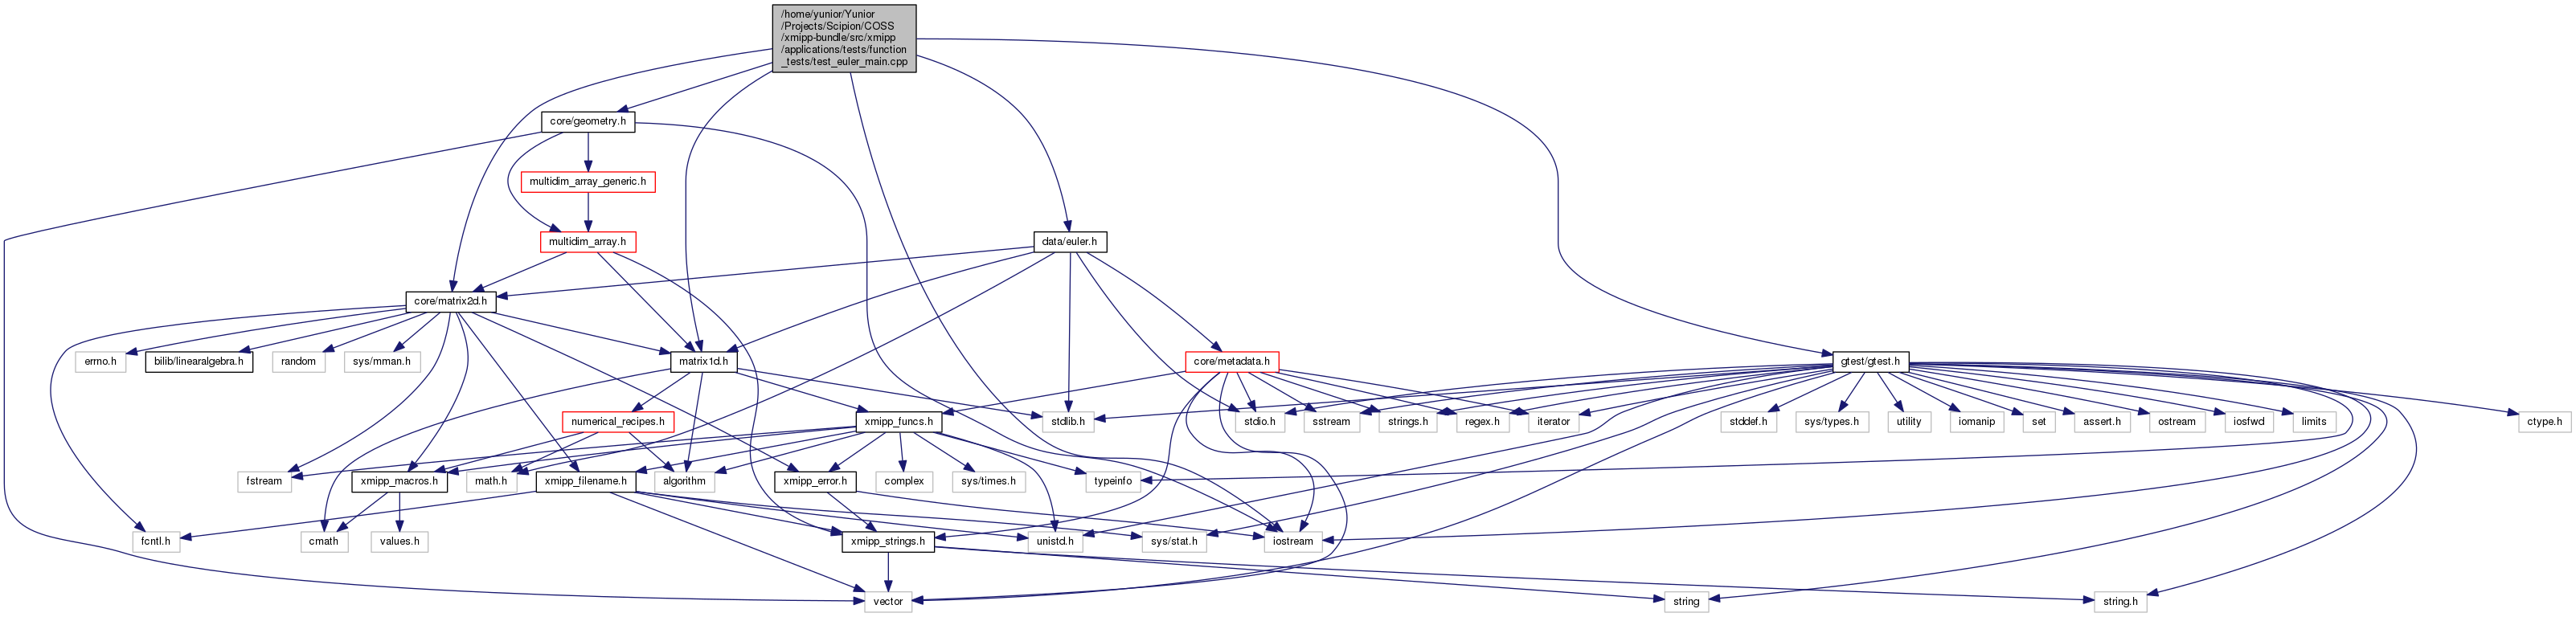 /home/yunior/Yunior
/Projects/Scipion/COSS
/xmipp-bundle/src/xmipp
/applications/tests/function
_tests/test_euler_main.cpp
core/geometry.h
multidim_array_generic.h
multidim_array.h
data/euler.h
core/matrix2d.h
errno.h
bilib/linearalgebra.h
random
sys/mman.h
matrix1d.h
core/metadata.h
gtest/gtest.h
numerical_recipes.h
xmipp_funcs.h
stdlib.h
stdio.h
sstream
strings.h
regex.h
iterator
stddef.h
sys/types.h
utility
iomanip
set
assert.h
ostream
iosfwd
limits
ctype.h
fstream
xmipp_macros.h
math.h
xmipp_filename.h
algorithm
xmipp_error.h
complex
sys/times.h
typeinfo
fcntl.h
cmath
values.h
xmipp_strings.h
unistd.h
sys/stat.h
iostream
vector
string
string.h